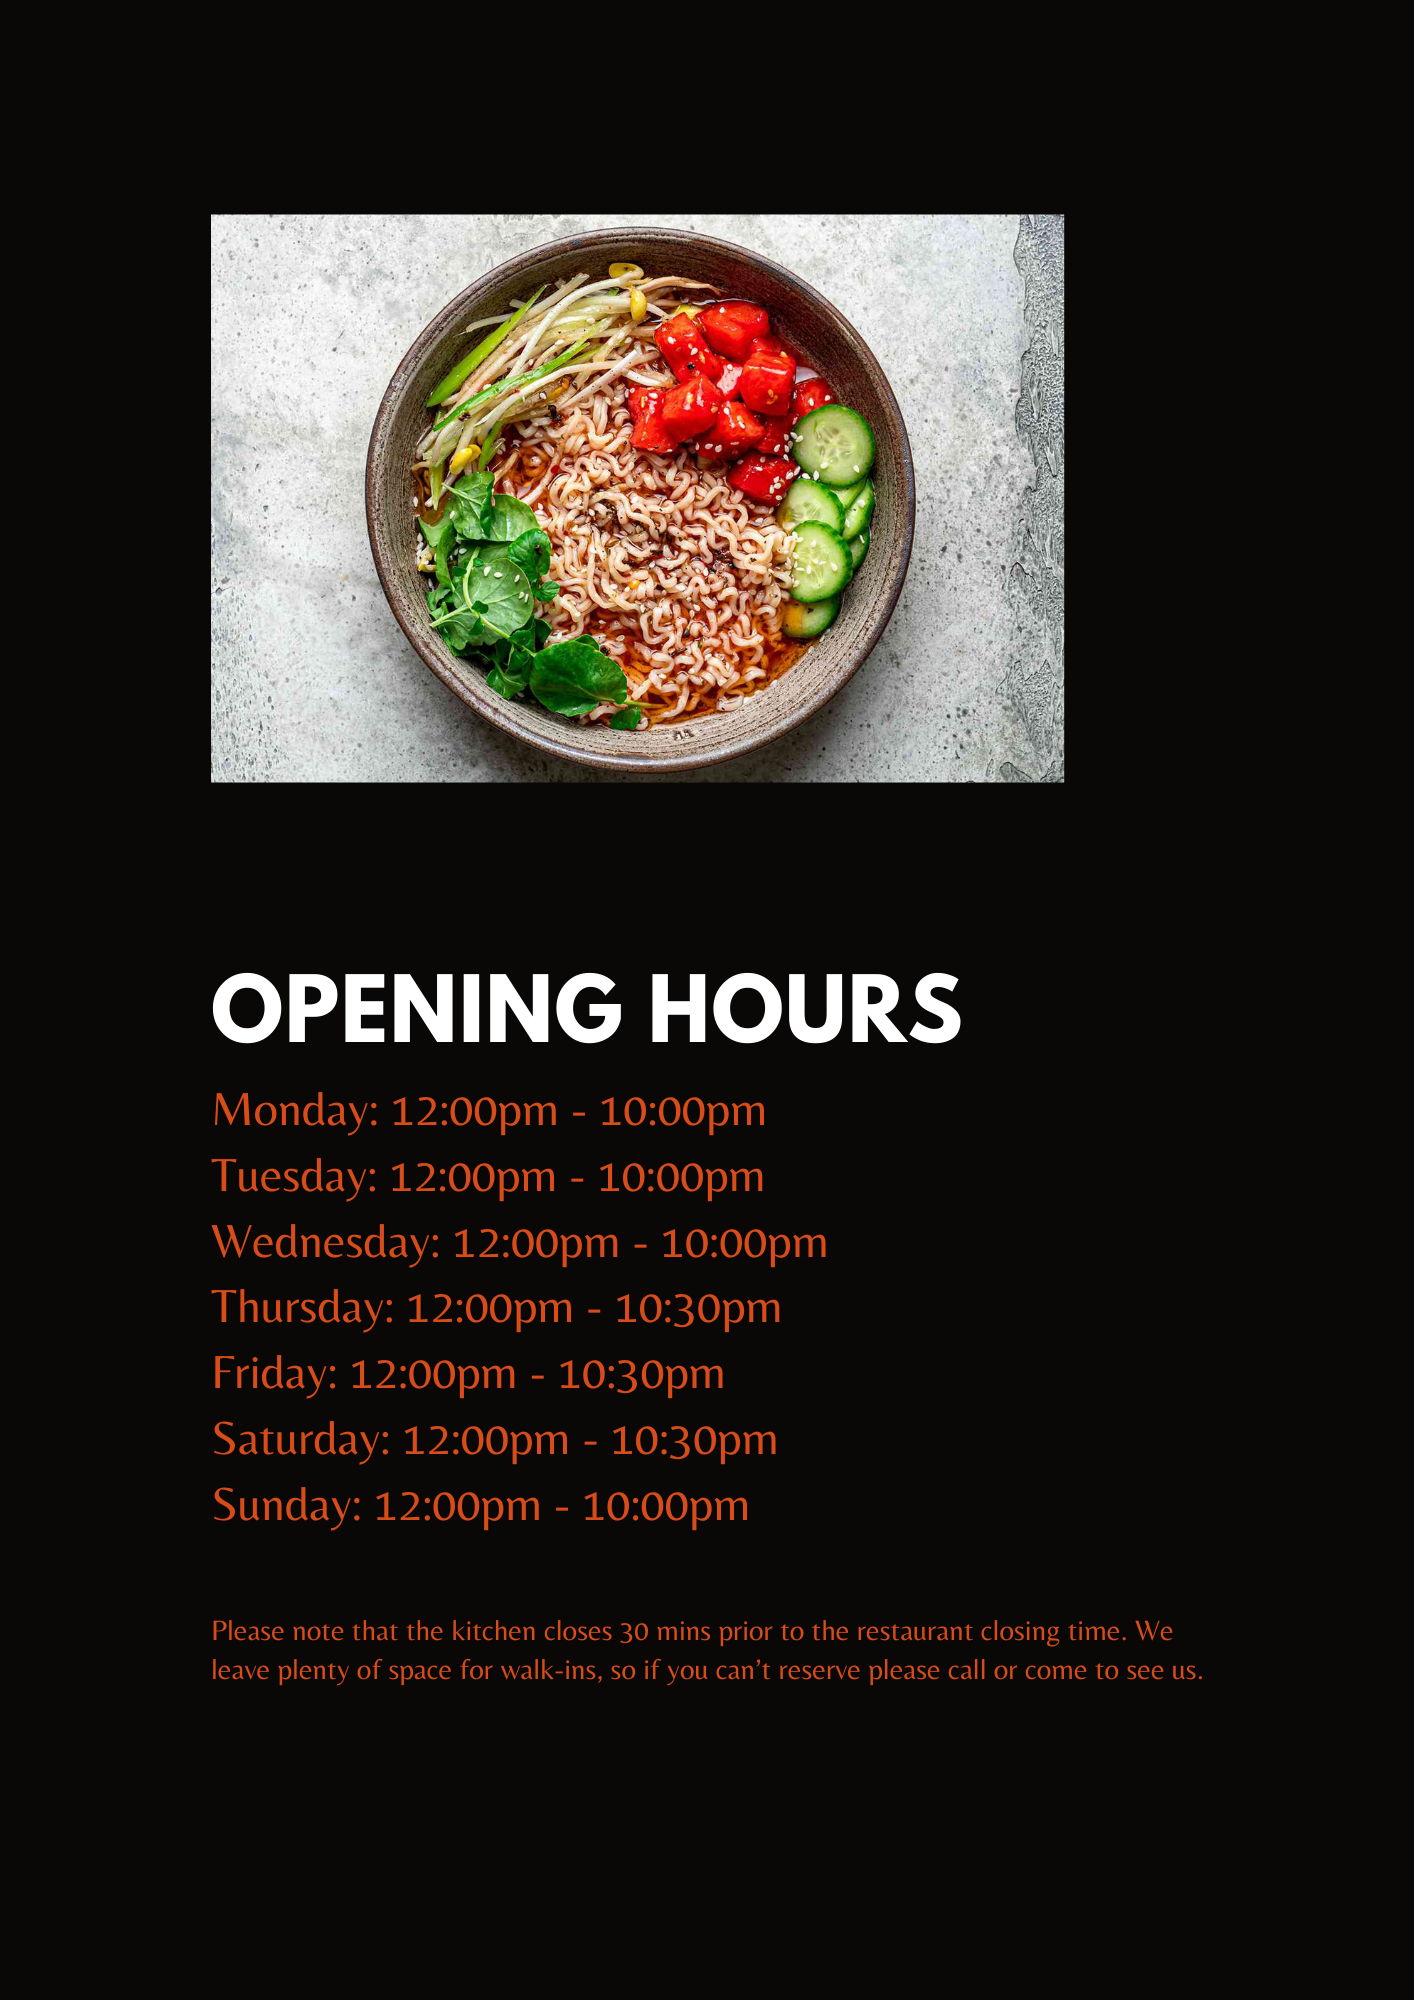 OPENING HOURS
Monday: 12:00pm - 10:00pm
Tuesday: 12:00pm - 10:00pm
Wednesday: 12:00pm - 10:00pm
Thursday: 12:00pm - 10:30pm
Friday: 12:00pm - 10:30pm
Saturday: 12:00pm - 10:30pm
Sunday: 12:00pm - 10:00pm
Please note that the kitchen closes 30 mins prior to the restaurant closing time. We
leave plenty of space for walk-ins, so if you can’t reserve please call or come to see us.